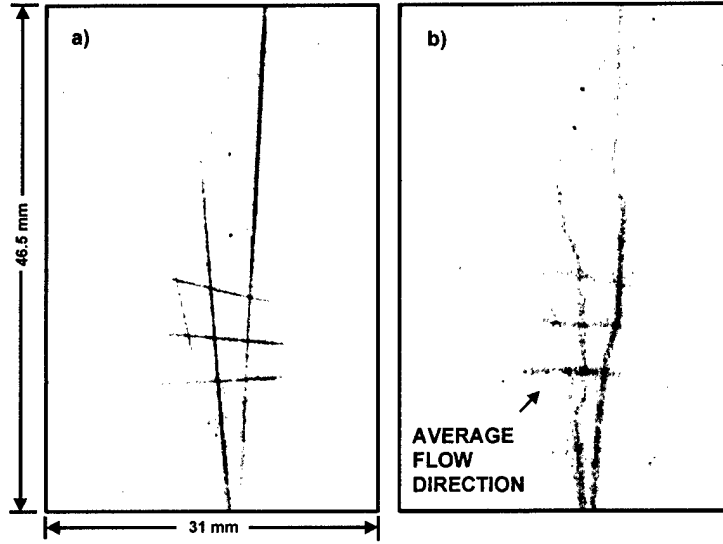 a)
b)
46.5 mm
AVERAGE
FLOW
DIRECTION
31 mm